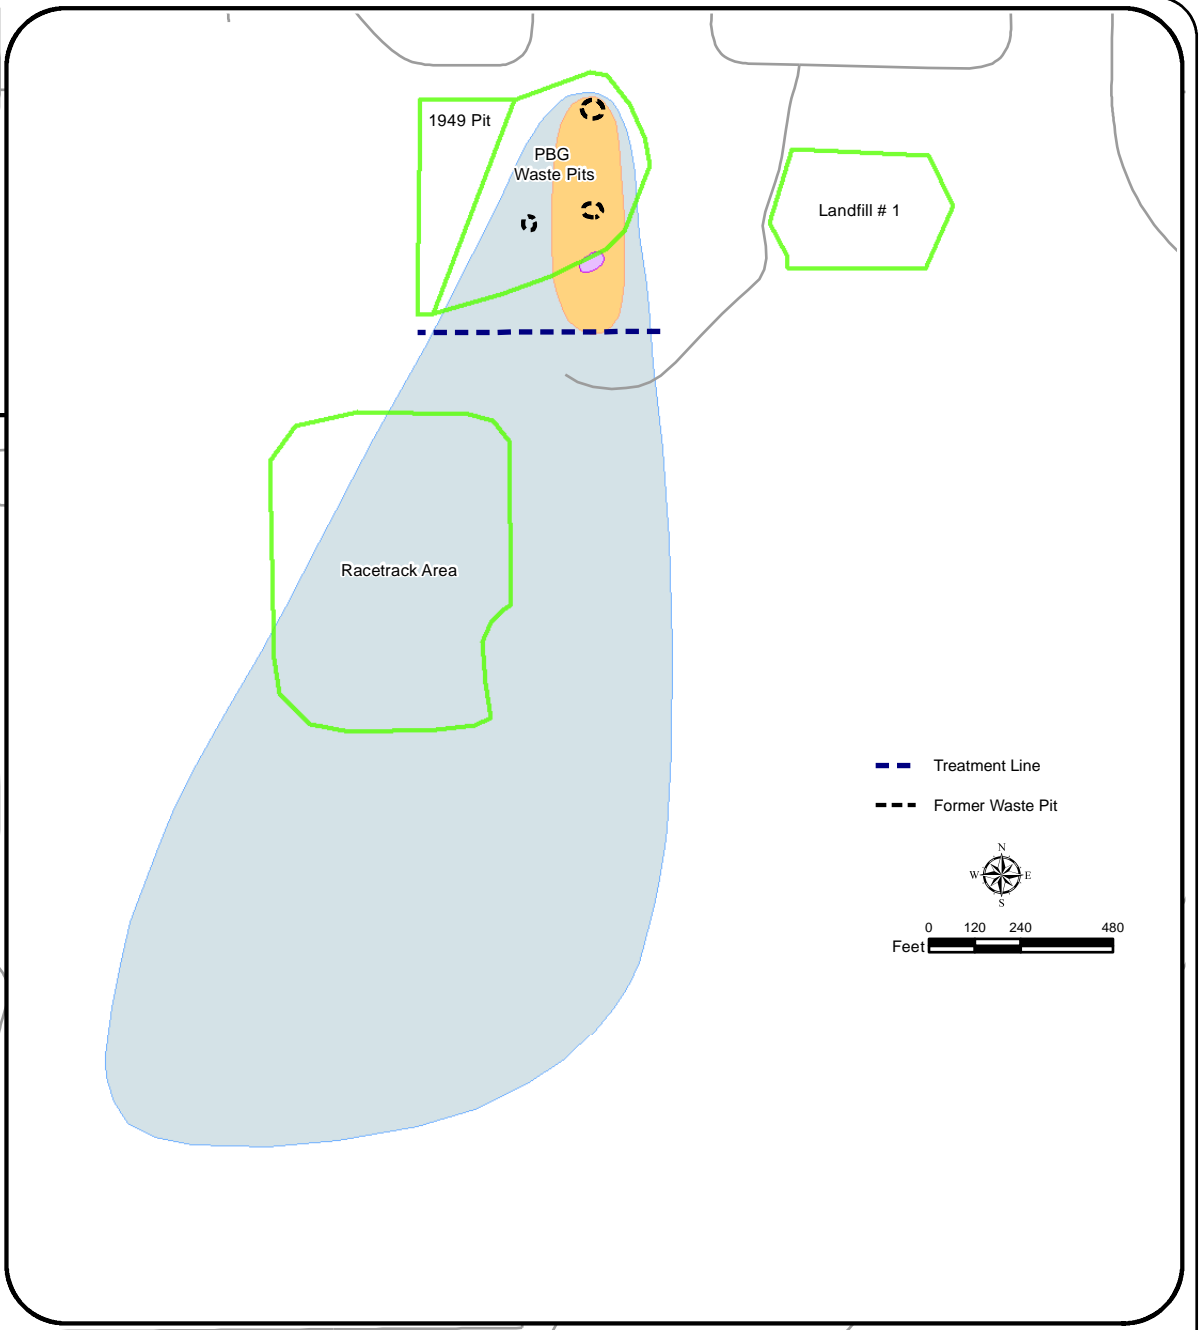 1949 Pit
PBG
Waste Pits
Landfill # 1
Racetrack Area
Treatment Line
Former Waste Pit
N
W E
S
0 120 240 480
Feet